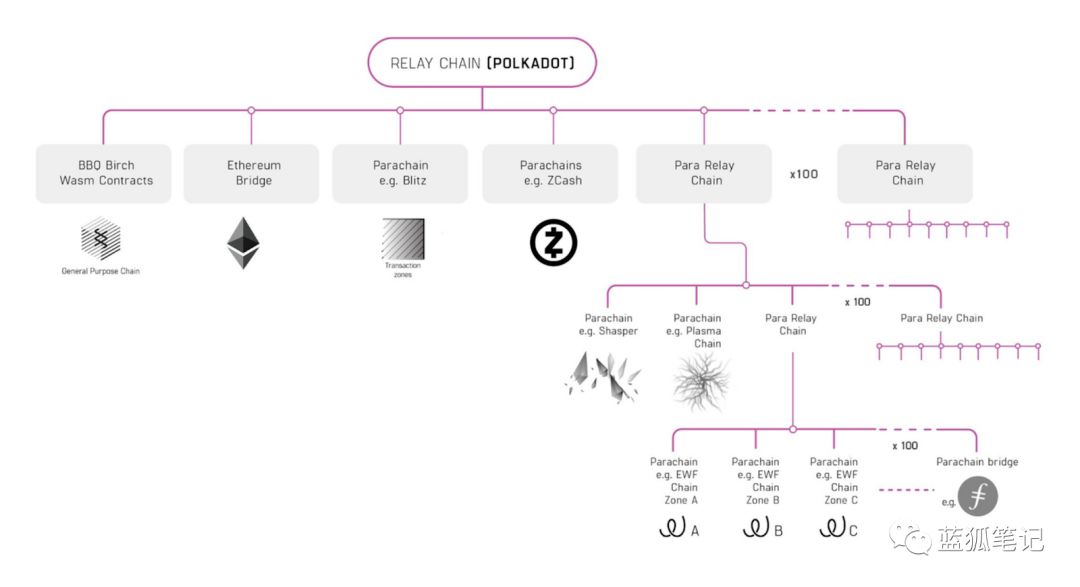 RELAY CHAIN (POLKADOT)
BBQ Birch
Wasm Contracts
Ethereum
Bridge
Parachain
e.g. Blitz
Parachains
e.g. ZCash
Para Relay
Chain
x100
Para Relay
Chain
General Purpose Chain
Transaction
zones
x 100
Parachain
e.g. Shasper
Parachain
e.g. Plasma
Chain
Para Relay
Chain
Para Relay Chain
x 100
Parachain
e.g. EWF
Chain
Zone A
Parachain
e.g. EWF
Chain
Zone B
Parachain
e.g. EWF
Chain
Zone C
Parachain bridge
e.g.
A
B
C
蓝狐笔记